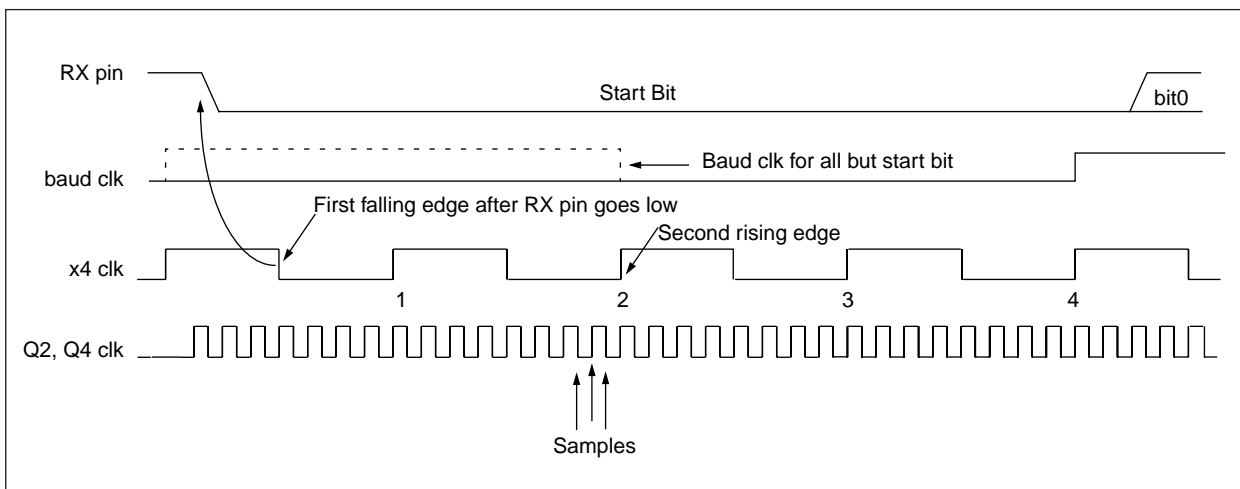 RX pin
Start Bit
bit0
Baud clk for all but start bit
baud clk
First falling edge after RX pin goes low
Second rising edge
x4 clk
1
2
3
4
Q2, Q4 clk
Samples